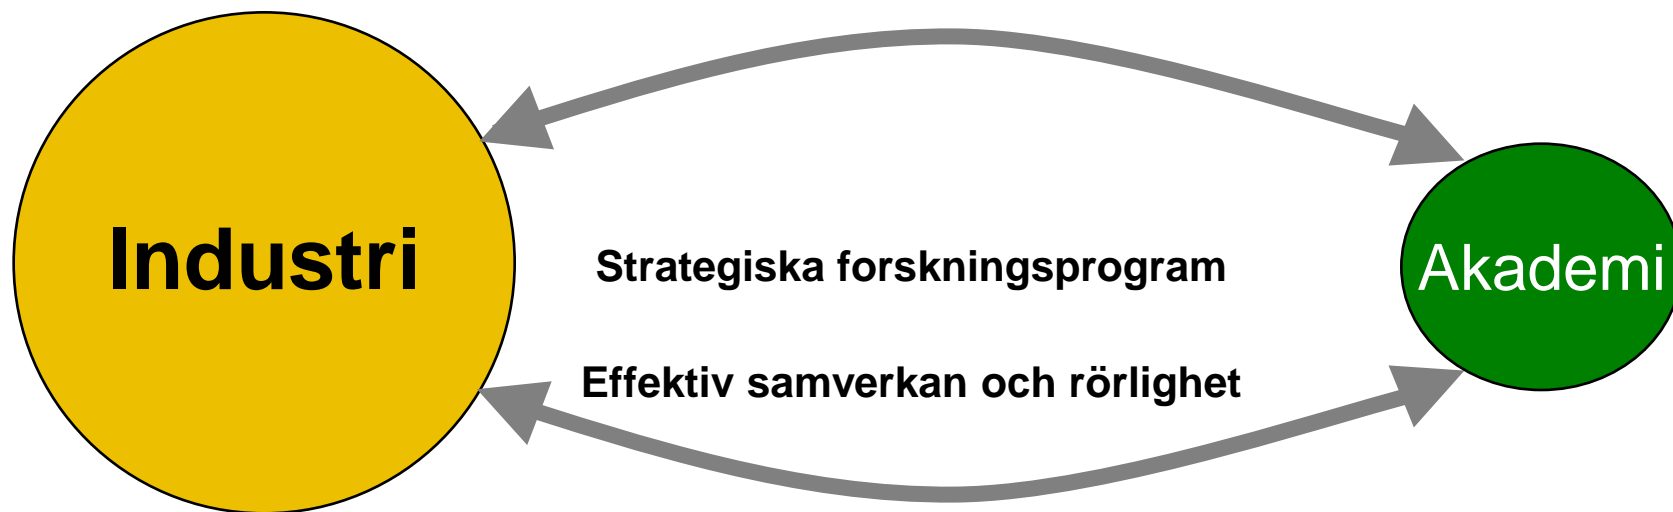 Industri
Strategiska forskningsprogram
Akademi
Effektiv samverkan och rörlighet